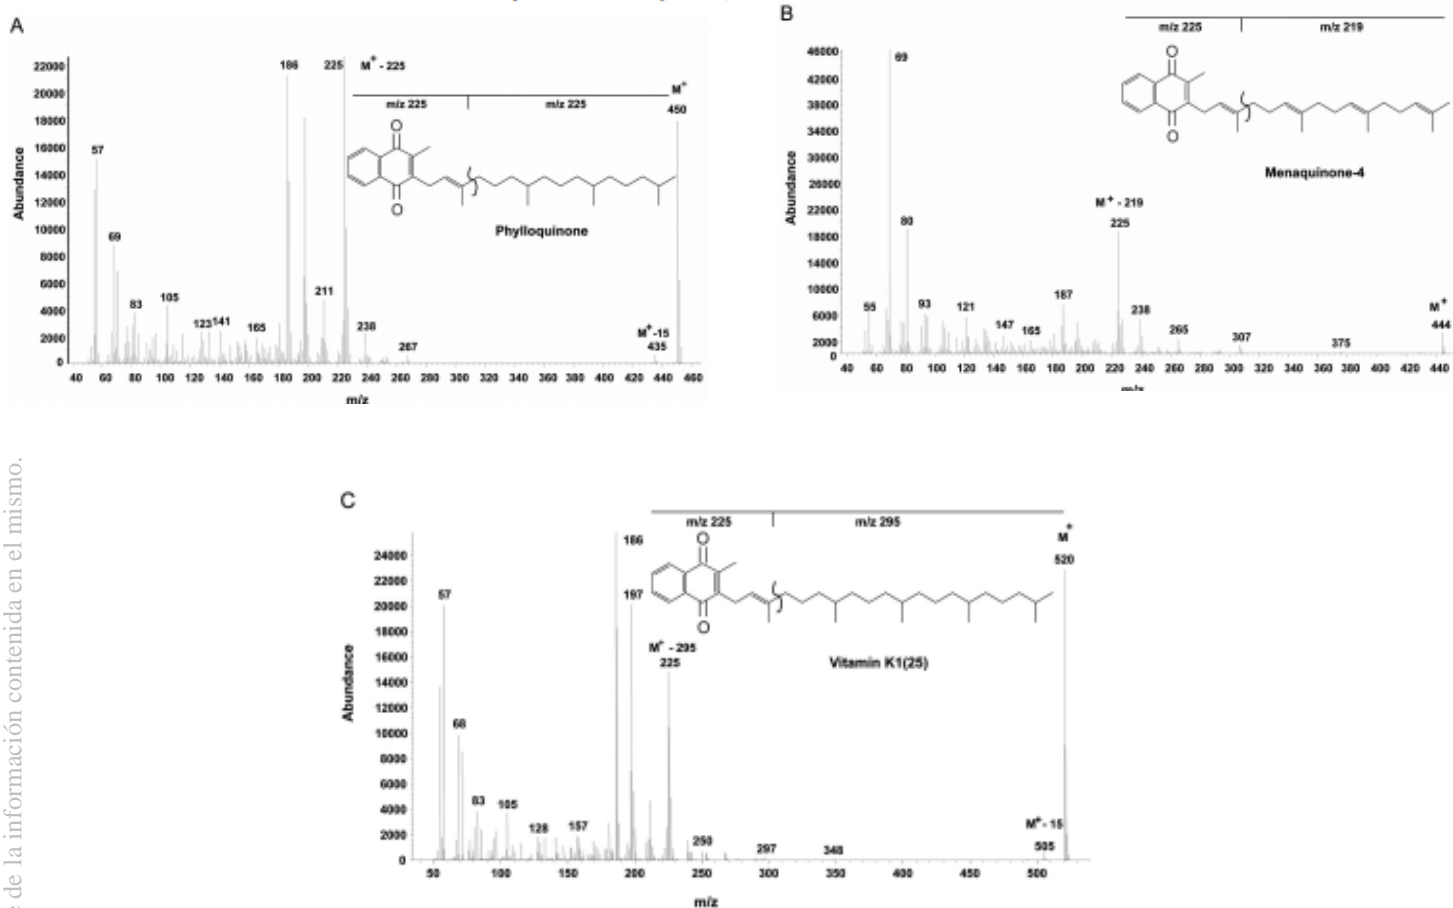 A
22000
20000
18000
16000
14000
12000
10000
8000
6000
4000
2000
0
Abundance
57
69
83
105
123
141
165
186
211
225
M+ - 225
238
267
M+-15
435
M+
450
m/z 225
m/z 225
O
O
Phylloquinone
40 60 80 100 120 140 160 180 200 220 240 260 280 300 320 340 360 380 400 420 440 460
m/z
B
46000
42000
38000
34000
30000
26000
22000
18000
14000
10000
6000
2000
0
Abundance
55
69
80
93
121
147
165
187
M+ - 219
225
238
265
307
375
M+
444
m/z 225
m/z 219
O
O
Menaquinone-4
40 60 80 100 120 140 160 180 200 220 240 260 280 300 320 340 360 380 400 420 440
m/z
C
24000
22000
20000
18000
16000
14000
12000
10000
8000
6000
4000
2000
0
Abundance
57
68
83
105
128
157
186
197
M+ - 295
225
250
297
348
M+- 15
505
M+
520
m/z 225
m/z 295
O
O
Vitamin K1(25)
50 100 150 200 250 300 350 400 450 500
m/z
de la información contenida en el mismo.